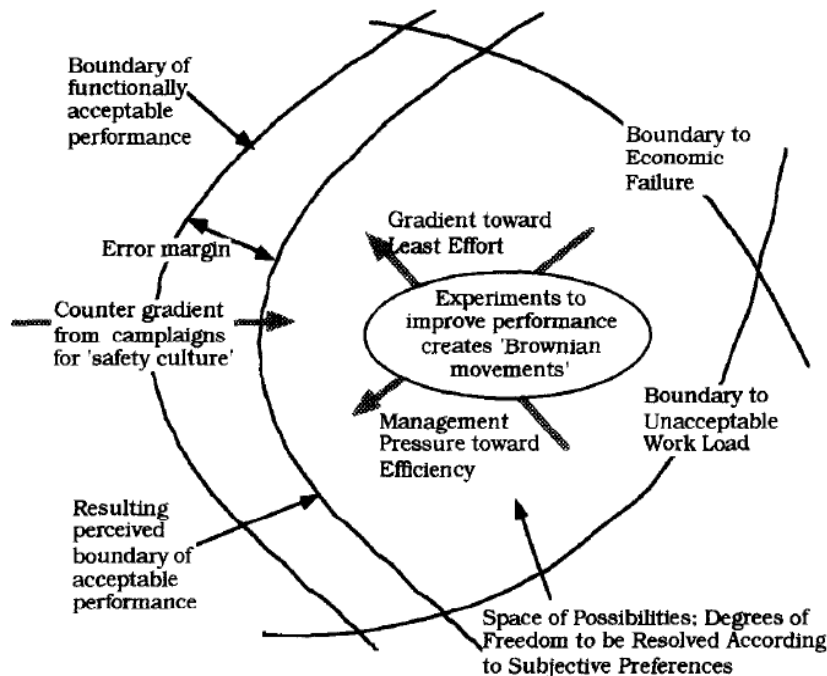 Boundary of
functionally
acceptable
performance
Boundary to
Economic
Failure
Gradient toward
Least Effort
Error margin
Counter gradient
from camplaigns
for 'safety culture'
Experiments to
improve performance
creates 'Brownian
movements'
Management
Pressure toward
Efficiency
Boundary to
Unacceptable
Work Load
Resulting
perceived
boundary of
acceptable
performance
Space of Possibilities; Degrees of
Freedom to be Resolved According
to Subjective Preferences